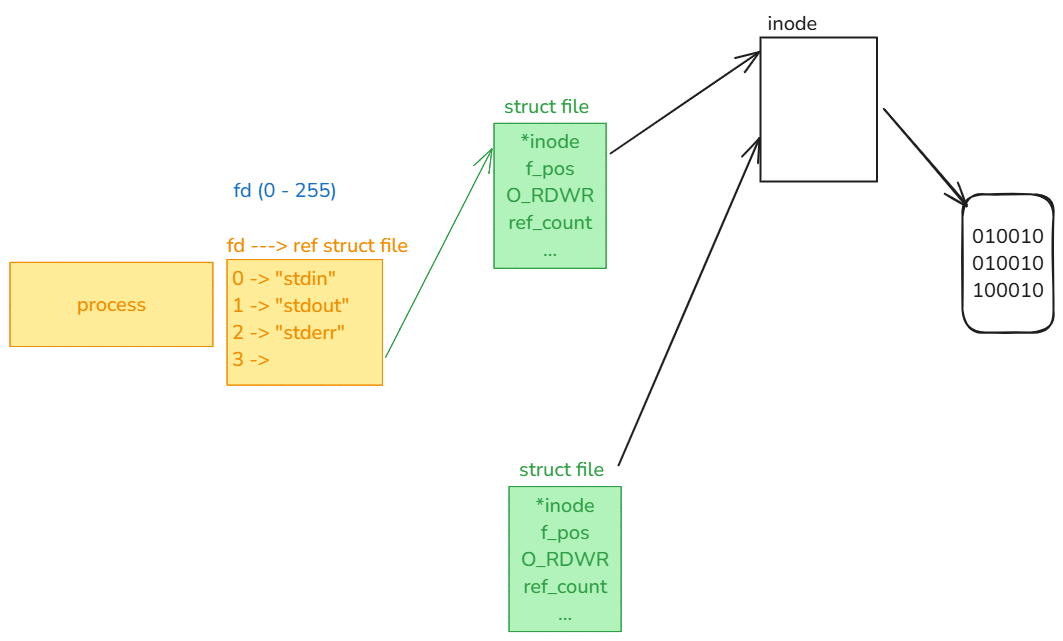 inode
struct file
*inode
f_pos
O_RDWR
ref_count
...
fd (0 - 255)
fd ---> ref struct file
0 -> "stdin"
1 -> "stdout"
2 -> "stderr"
3 ->
process
010010
010010
100010
struct file
*inode
f_pos
O_RDWR
ref_count
...